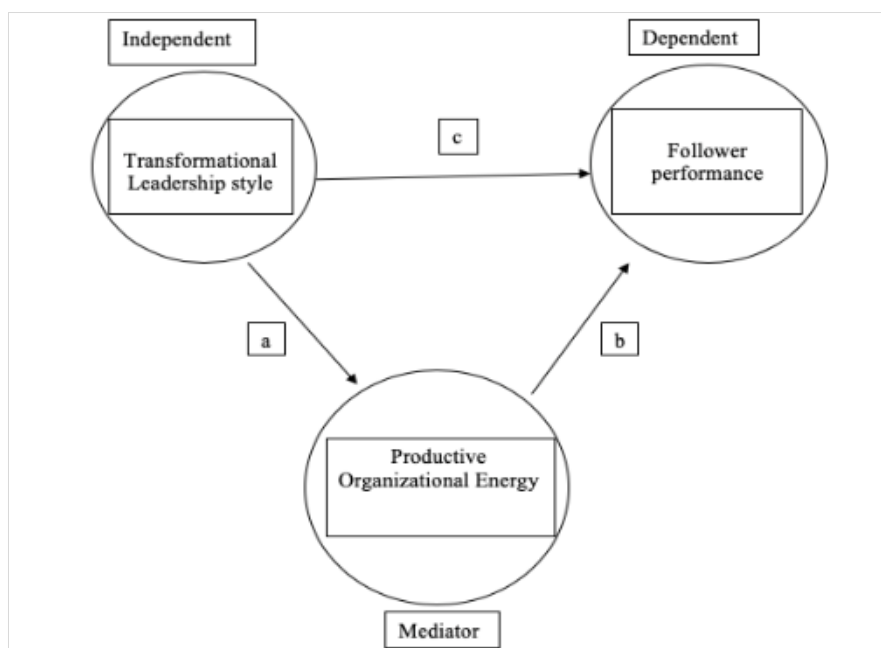 Independent
Dependent
c
Transformational
Leadership style
Follower
performance
a
b
Productive
Organizational Energy
Mediator